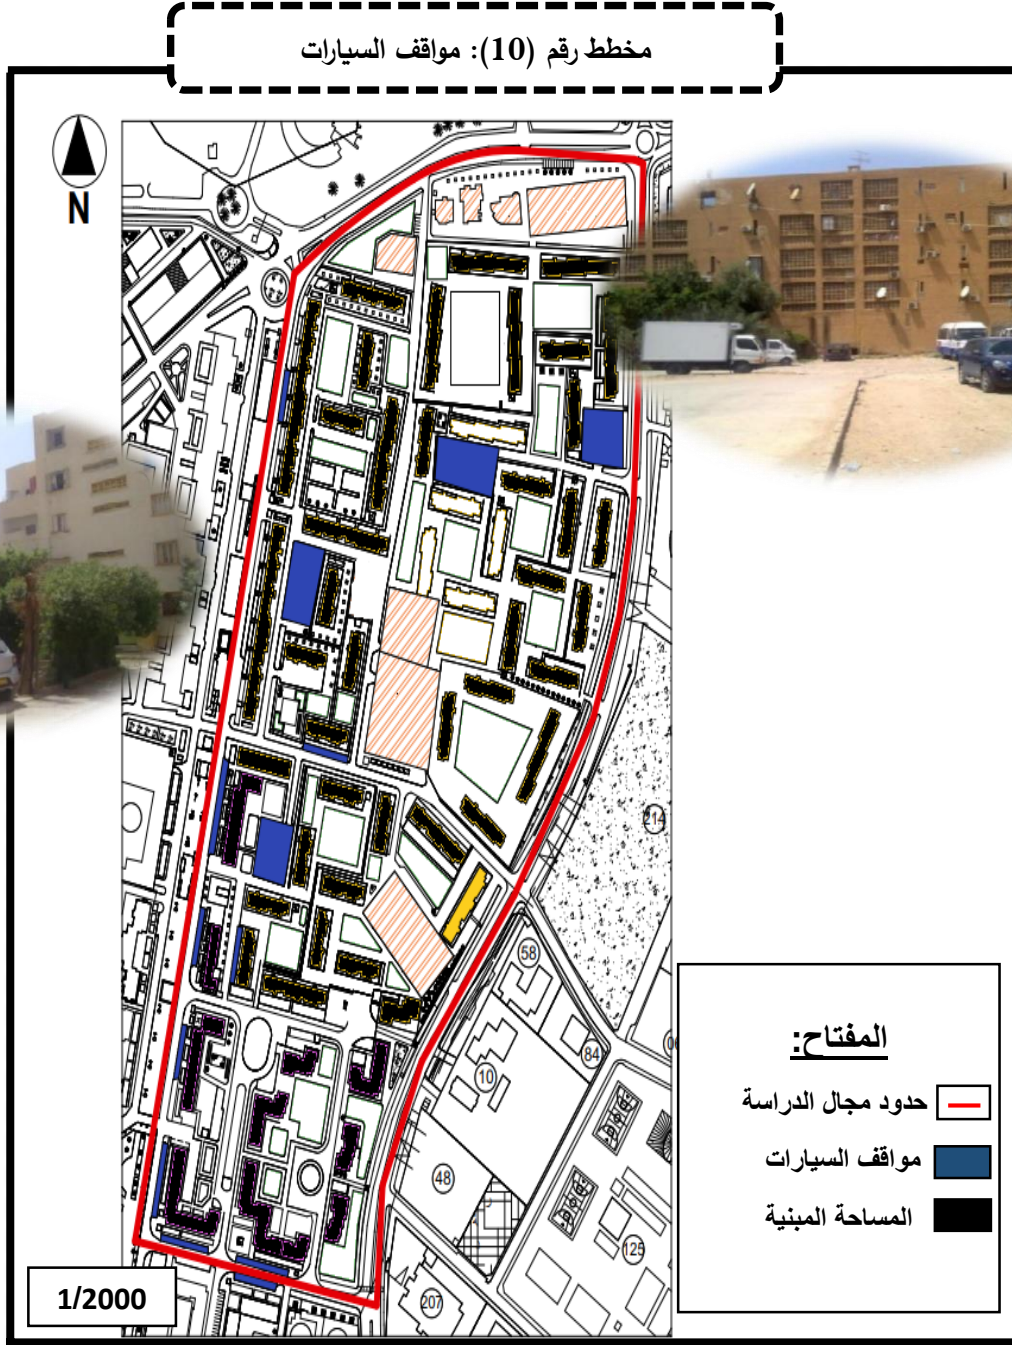 مخطط رقم (10): مواقف السيارات
N
214
58
84
10
48
125
207
المفتاح:
حدود مجال الدراسة
مواقف السيارات
المساحة المبنية
1/2000